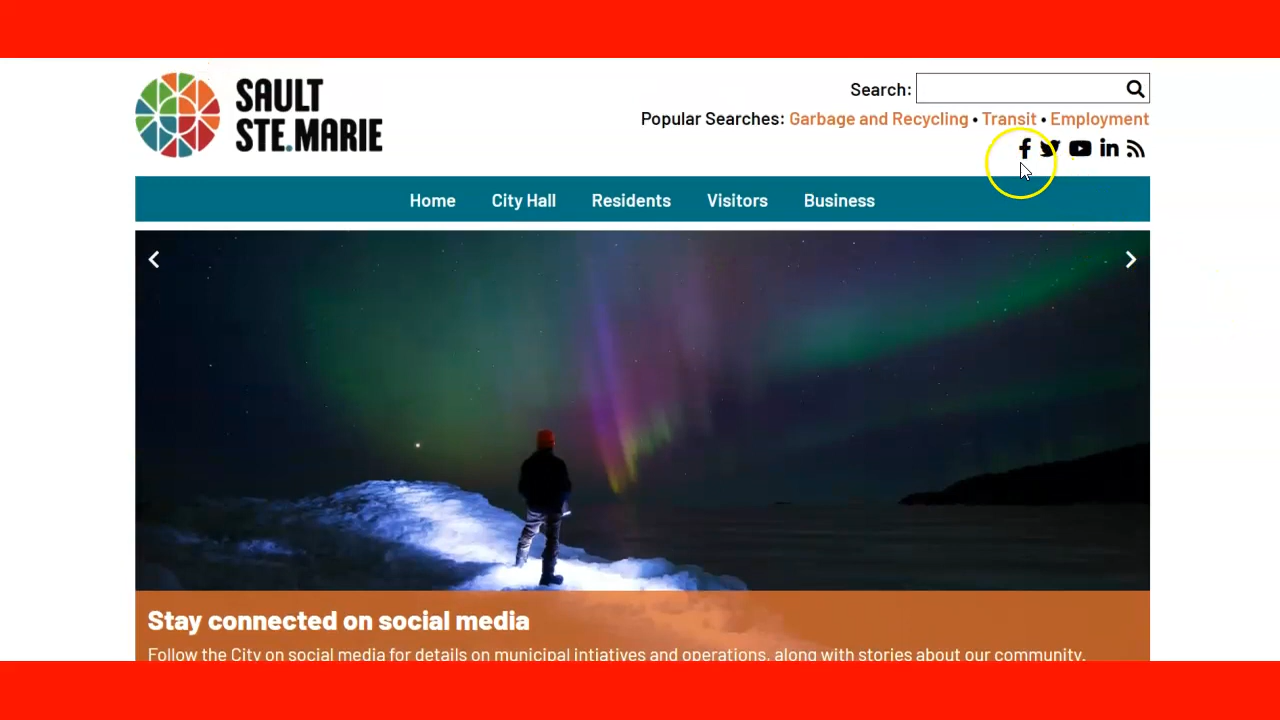 SAULT
STE.MARIE
Search:
Popular Searches: Garbage and Recycling • Transit • Employment
Home City Hall Residents Visitors Business
Stay connected on social media
Follow the City on social media for details on municipal intiatives and operations, along with stories about our community.